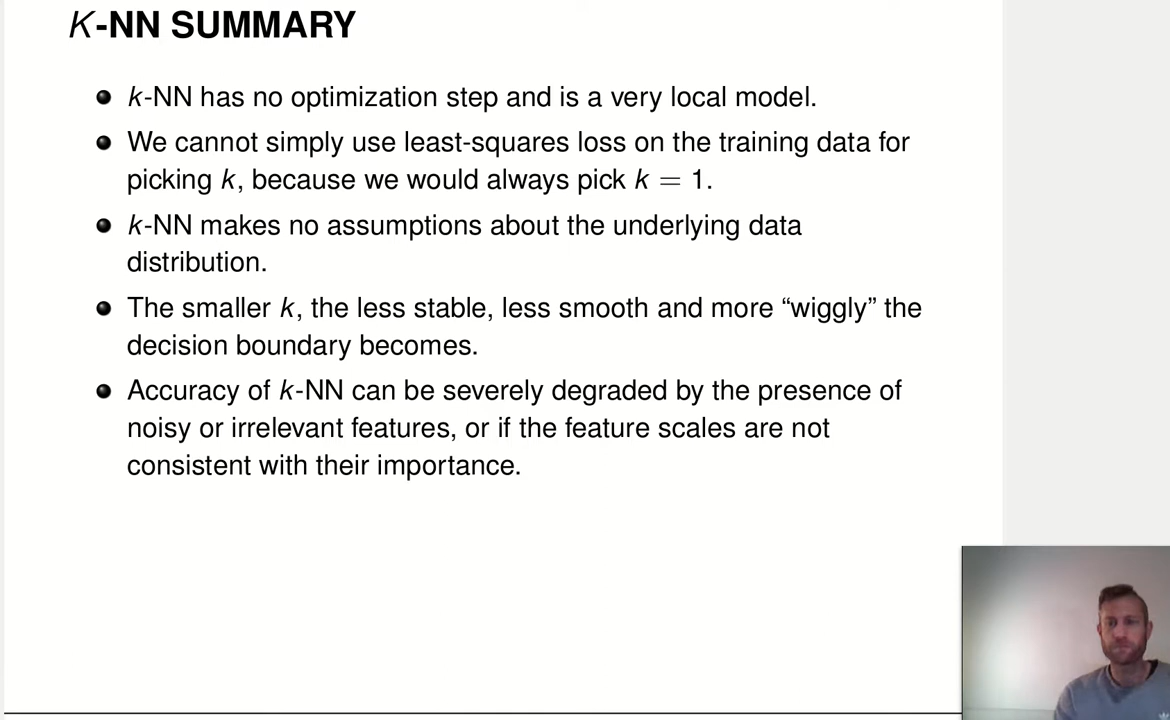 K-NN SUMMARY
k-NN has no optimization step and is a very local model.
We cannot simply use least-squares loss on the training data for
picking k, because we would always pick k = 1.
k-NN makes no assumptions about the underlying data
distribution.
The smaller k, the less stable, less smooth and more “wiggly” the
decision boundary becomes.
Accuracy of k-NN can be severely degraded by the presence of
noisy or irrelevant features, or if the feature scales are not
consistent with their importance.